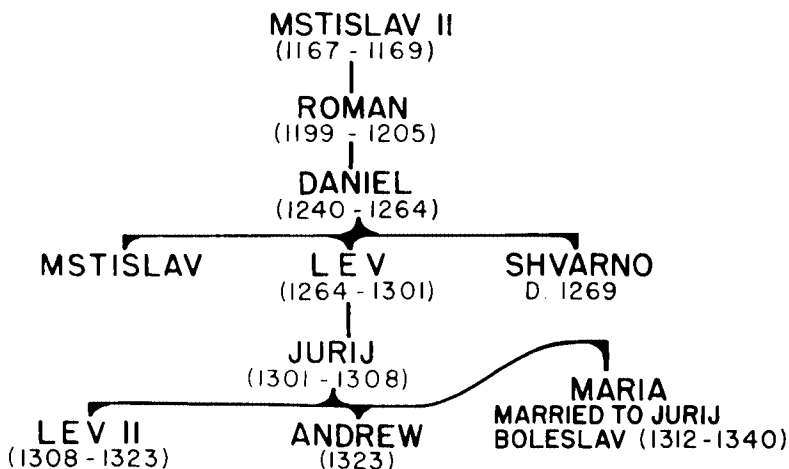 MSTISLAV II
(1167 - 1169)
ROMAN
(1199 - 1205)
DANIEL
(1240 - 1264)
MSTISLAV
LEV
(1264 - 1301)
SHVARNO
D. 1269
JURIJ
(1301 - 1308)
LEV II
(1308 - 1323)
ANDREW
(1323)
MARIA
MARRIED TO JURIJ
BOLESLAV (1312-1340)